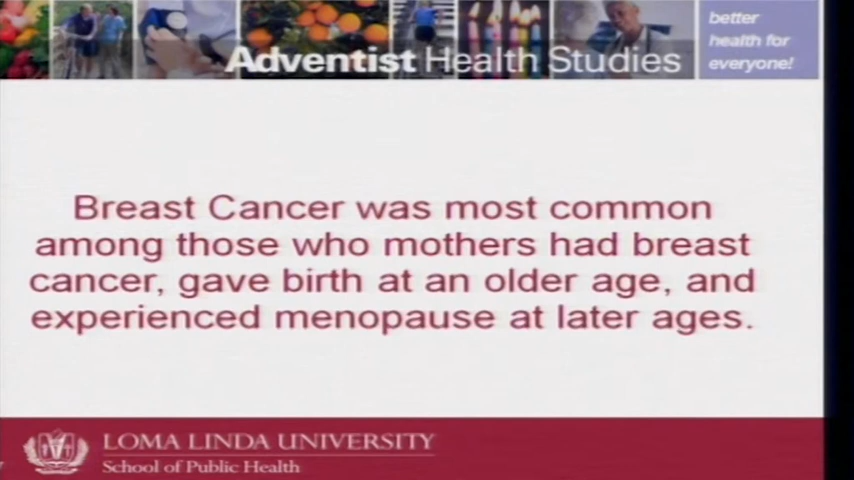 better
health for
everyone!
Adventist Health Studies
Breast Cancer was most common
among those who mothers had breast
cancer, gave birth at an older age, and
experienced menopause at later ages.
LOMA LINDA UNIVERSITY
School of Public Health